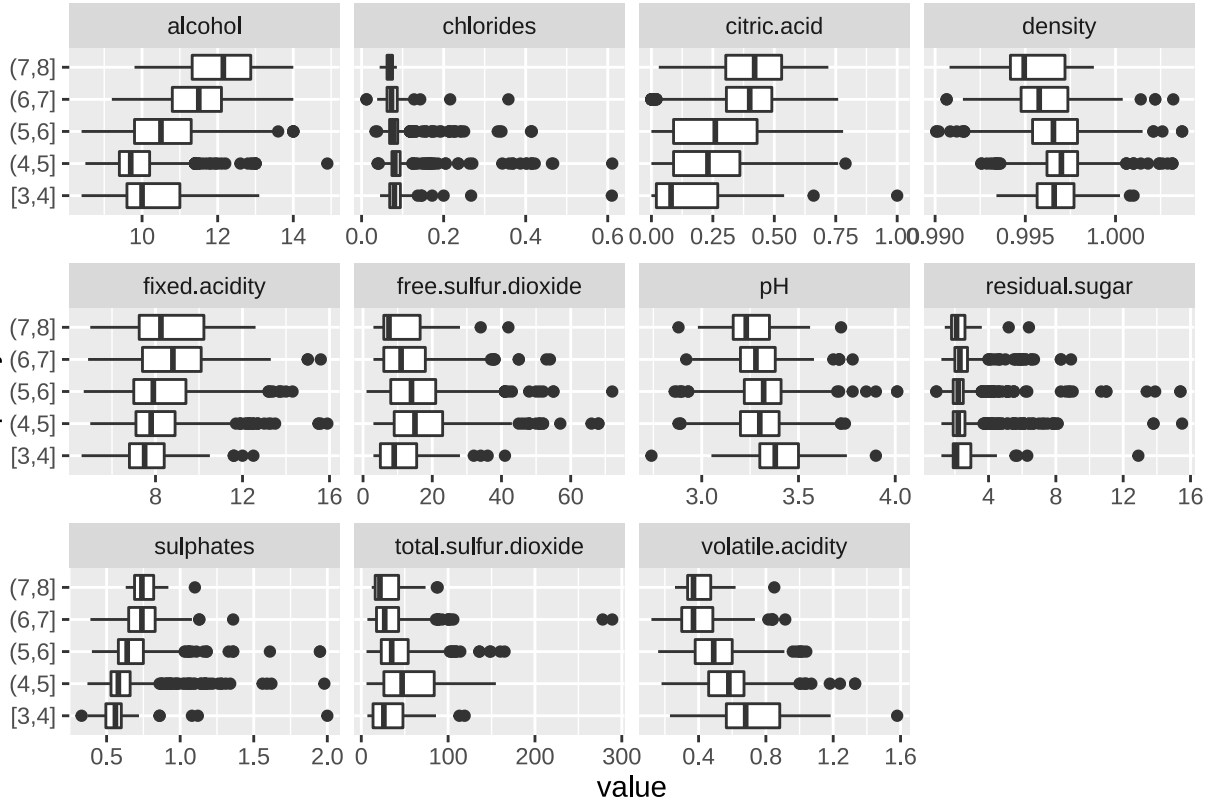 alcohol chlorides citric.acid density
(7,8]
(6,7]
(5,6]
(4,5]
[3,4]
10 12 14 0.0 0.2 0.4 0.6 0.00 0.25 0.50 0.75 1.00 0.990 0.995 1.000
fixed.acidity free.sulfur.dioxide pH residual.sugar
(7,8]
(6,7]
(5,6]
(4,5]
[3,4]
8 12 16 0 20 40 60 3.0 3.5 4.0 4 8 12 16
sulphates total.sulfur.dioxide volatile.acidity
(7,8]
(6,7]
(5,6]
(4,5]
[3,4]
0.5 1.0 1.5 2.0 0 100 200 300 0.4 0.8 1.2 1.6
value